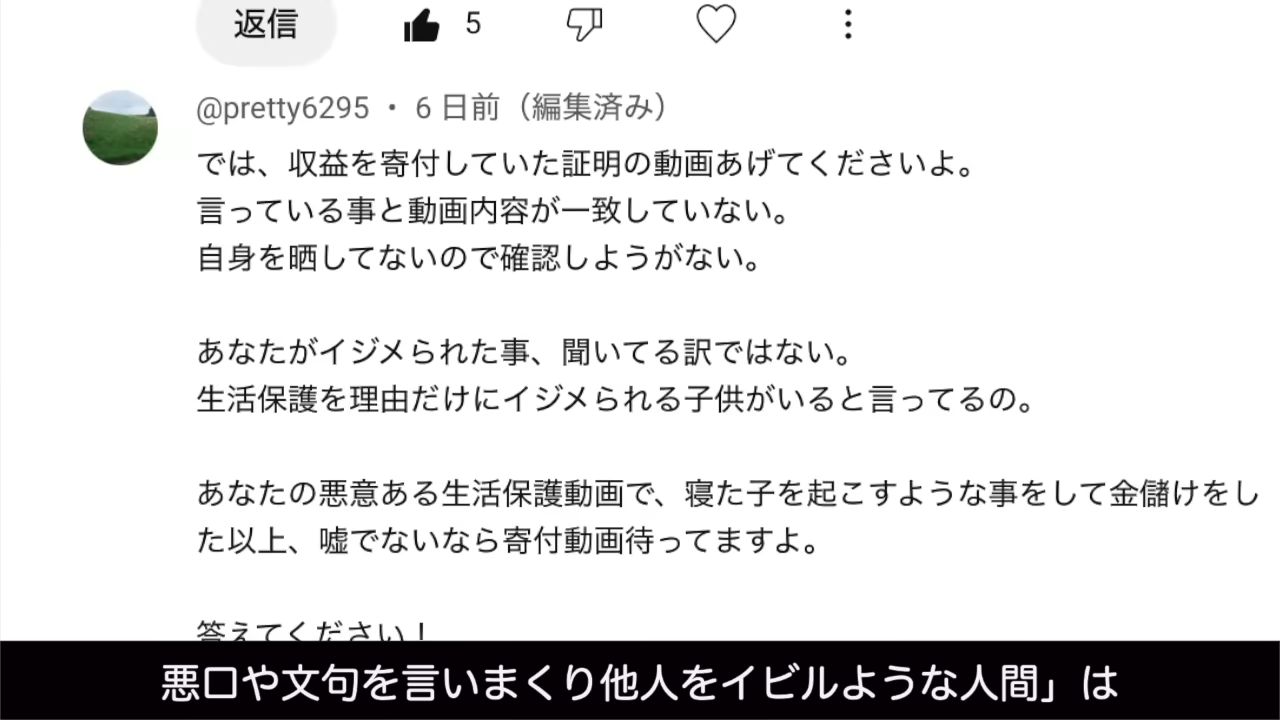 返信 5
@pretty6295 ・ 6 日前（編集済み）
では、収益を寄付していた証明の動画あげてくださいよ。
言っている事と動画内容が一致していない。
自身を晒してないので確認しようがない。
あなたがイジメられた事、聞いてる訳ではない。
生活保護を理由だけにイジメられる子供がいると言ってるの。
あなたの悪意ある生活保護動画で、寝た子を起こすような事をして金儲けをし
た以上、嘘でないなら寄付動画待ってますよ。
答えてください！
悪口や文句を言いまくり他人をイビルような人間」は